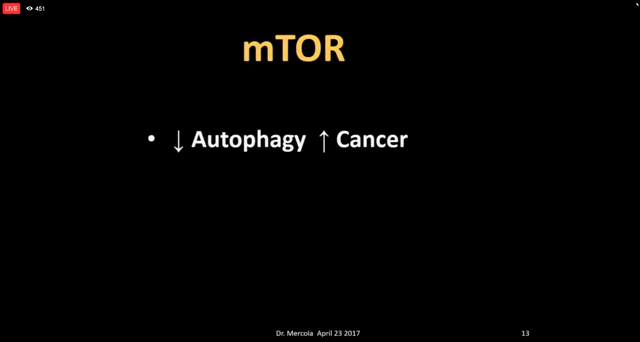 LIVE 451
mTOR
• ↓ Autophagy ↑ Cancer
Dr. Mercola April 23 2017 13